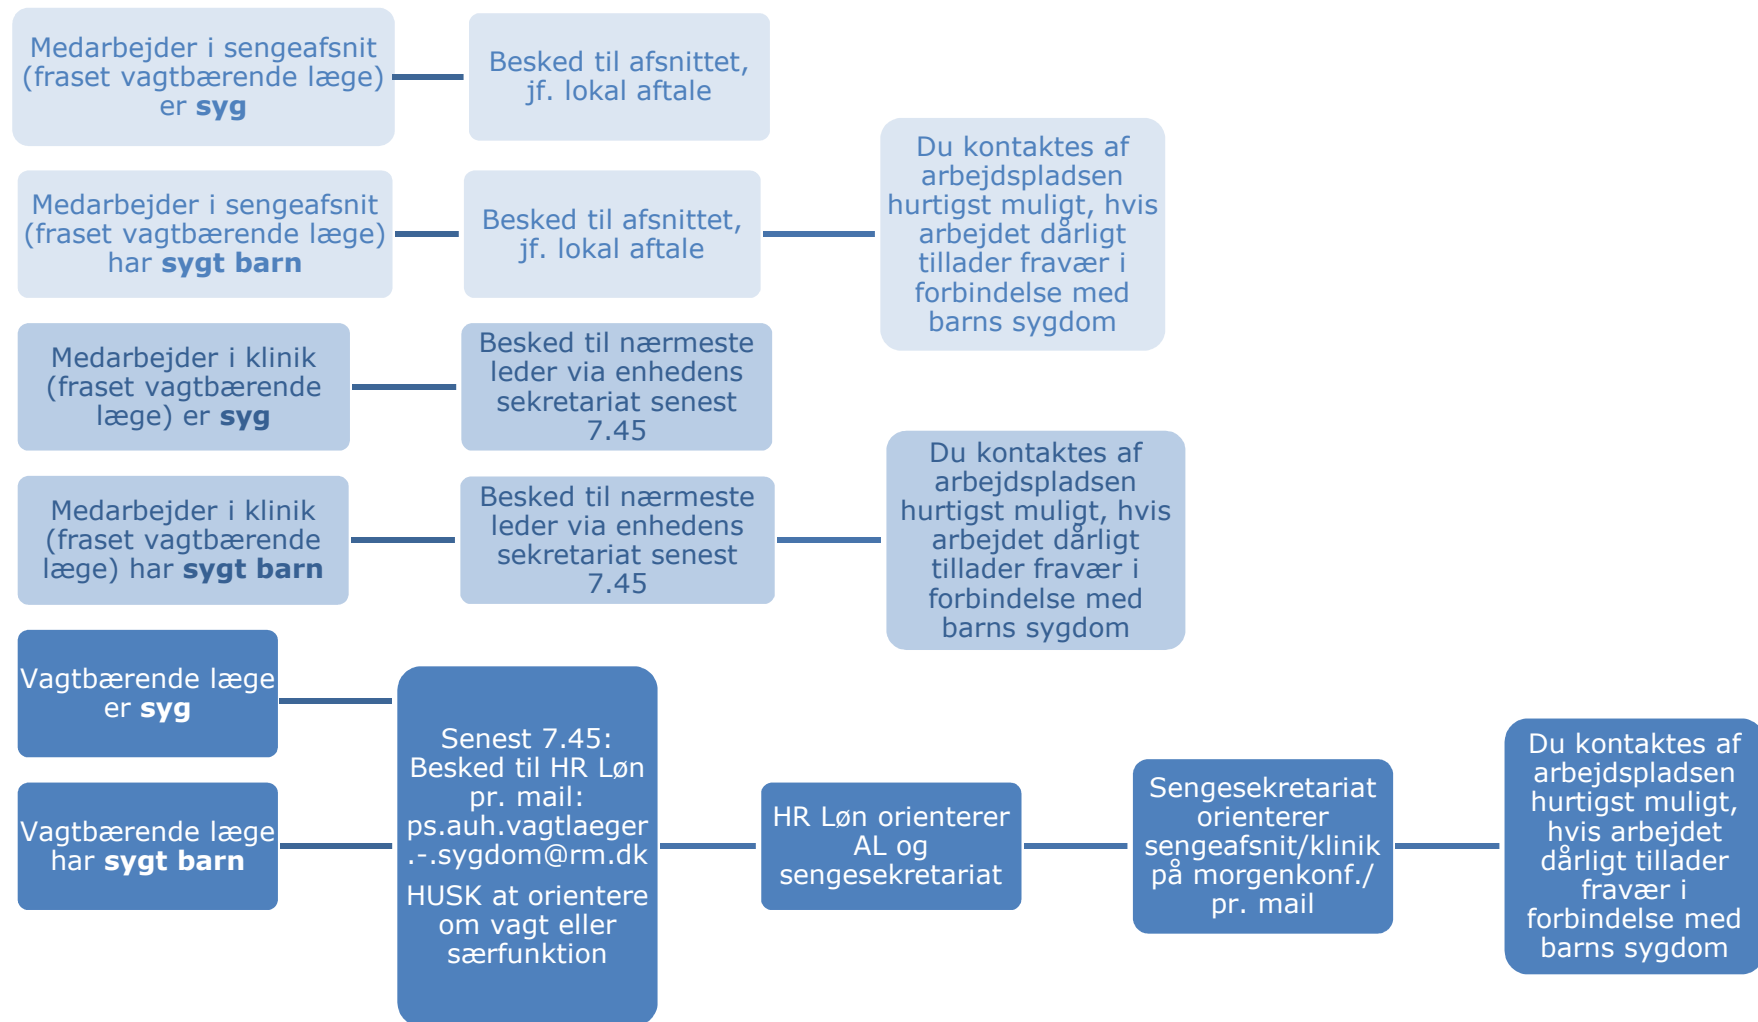 Medarbejder i sengeafsnit
(fraset vagtbærende læge)
er syg
Besked til afsnittet,
jf. lokal aftale
Medarbejder i sengeafsnit
(fraset vagtbærende læge)
har sygt barn
Besked til afsnittet,
jf. lokal aftale
Du kontaktes af
arbejdspladsen
hurtigst muligt, hvis
arbejdet dårligt
tillader fravær i
forbindelse med
barns sygdom
Medarbejder i klinik
(fraset vagtbærende
læge) er syg
Besked til nærmeste
leder via enhedens
sekretariat senest
7.45
Medarbejder i klinik
(fraset vagtbærende
læge) har sygt barn
Besked til nærmeste
leder via enhedens
sekretariat senest
7.45
Du kontaktes af
arbejdspladsen
hurtigst muligt, hvis
arbejdet dårligt
tillader fravær i
forbindelse med
barns sygdom
Vagtbærende læge
er syg
Vagtbærende læge
har sygt barn
Senest 7.45:
Besked til HR Løn
pr. mail:
ps.auh.vagtlaeger
.-.sygdom@rm.dk
HUSK at orientere
om vagt eller
særfunktion
HR Løn orienterer
AL og
sengesekretariat
Sengesekretariat
orienterer
sengeafsnit/klinik
på morgenkonf./
pr. mail
Du kontaktes af
arbejdspladsen
hurtigst muligt,
hvis arbejdet
dårligt tillader
fravær i
forbindelse med
barns sygdom